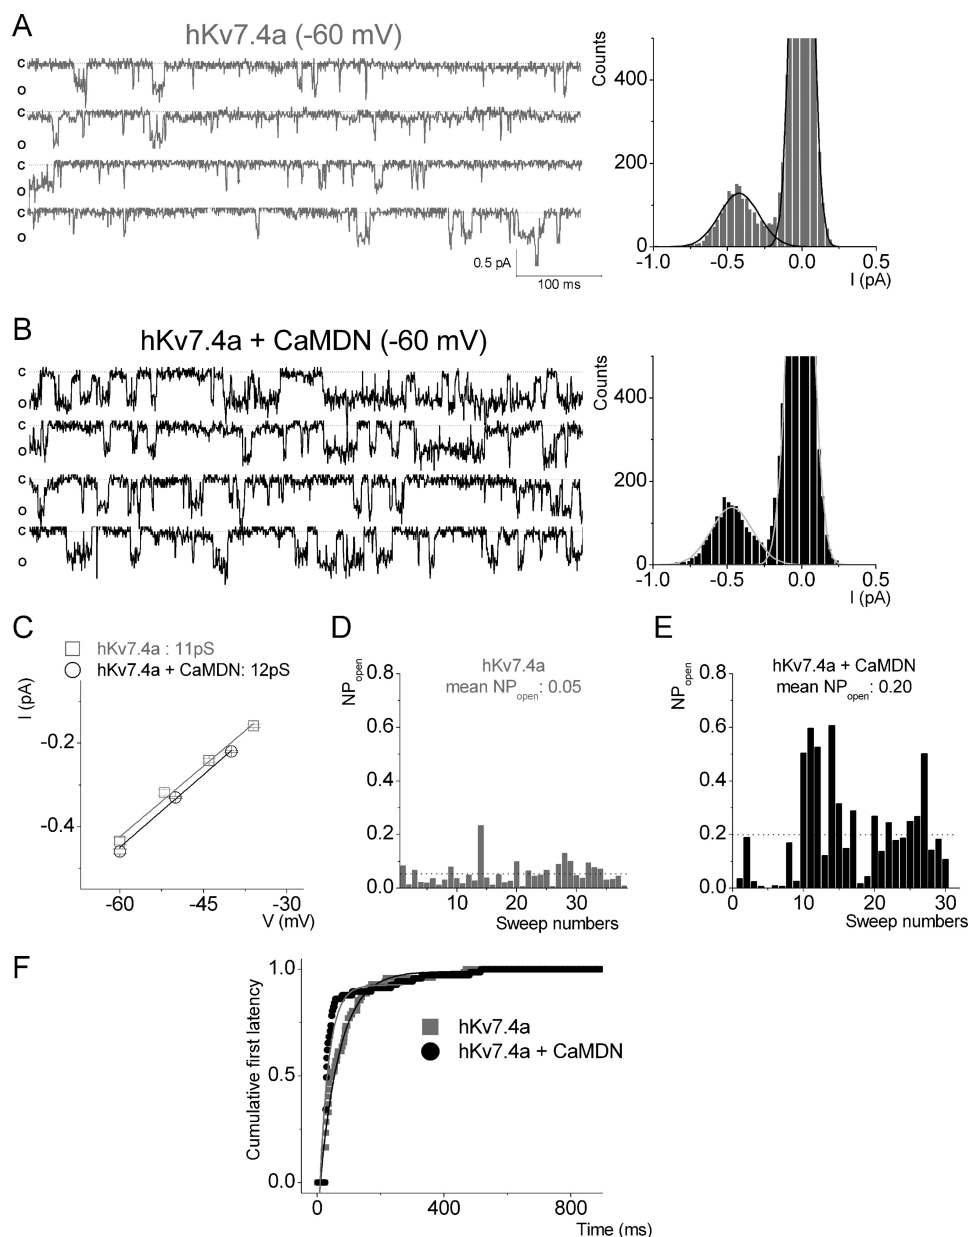 A
hKv7.4a (-60 mV)
c
o
c
o
c
o
c
o
0.5 pA
100 ms
Counts
400
200
0
-1.0 -0.5 0.0 0.5
I (pA)
B
hKv7.4a + CaMDN (-60 mV)
c
o
c
o
c
o
c
o
Counts
400
200
0
-1.0 -0.5 0.0 0.5
I (pA)
C
hKv7.4a : 11pS
hKv7.4a + CaMDN: 12pS
I (pA)
-0.2
-0.4
-60 -45 -30
V (mV)
D
hKv7.4a
mean NPopen: 0.05
NPopen
0.8
0.6
0.4
0.2
0.0
10 20 30
Sweep numbers
E
hKv7.4a + CaMDN
mean NPopen: 0.20
NPopen
0.8
0.6
0.4
0.2
0.0
0 10 20 30
Sweep numbers
F
Cumulative first latency
1.0
0.5
0.0
hKv7.4a
hKv7.4a + CaMDN
0 400 800
Time (ms)